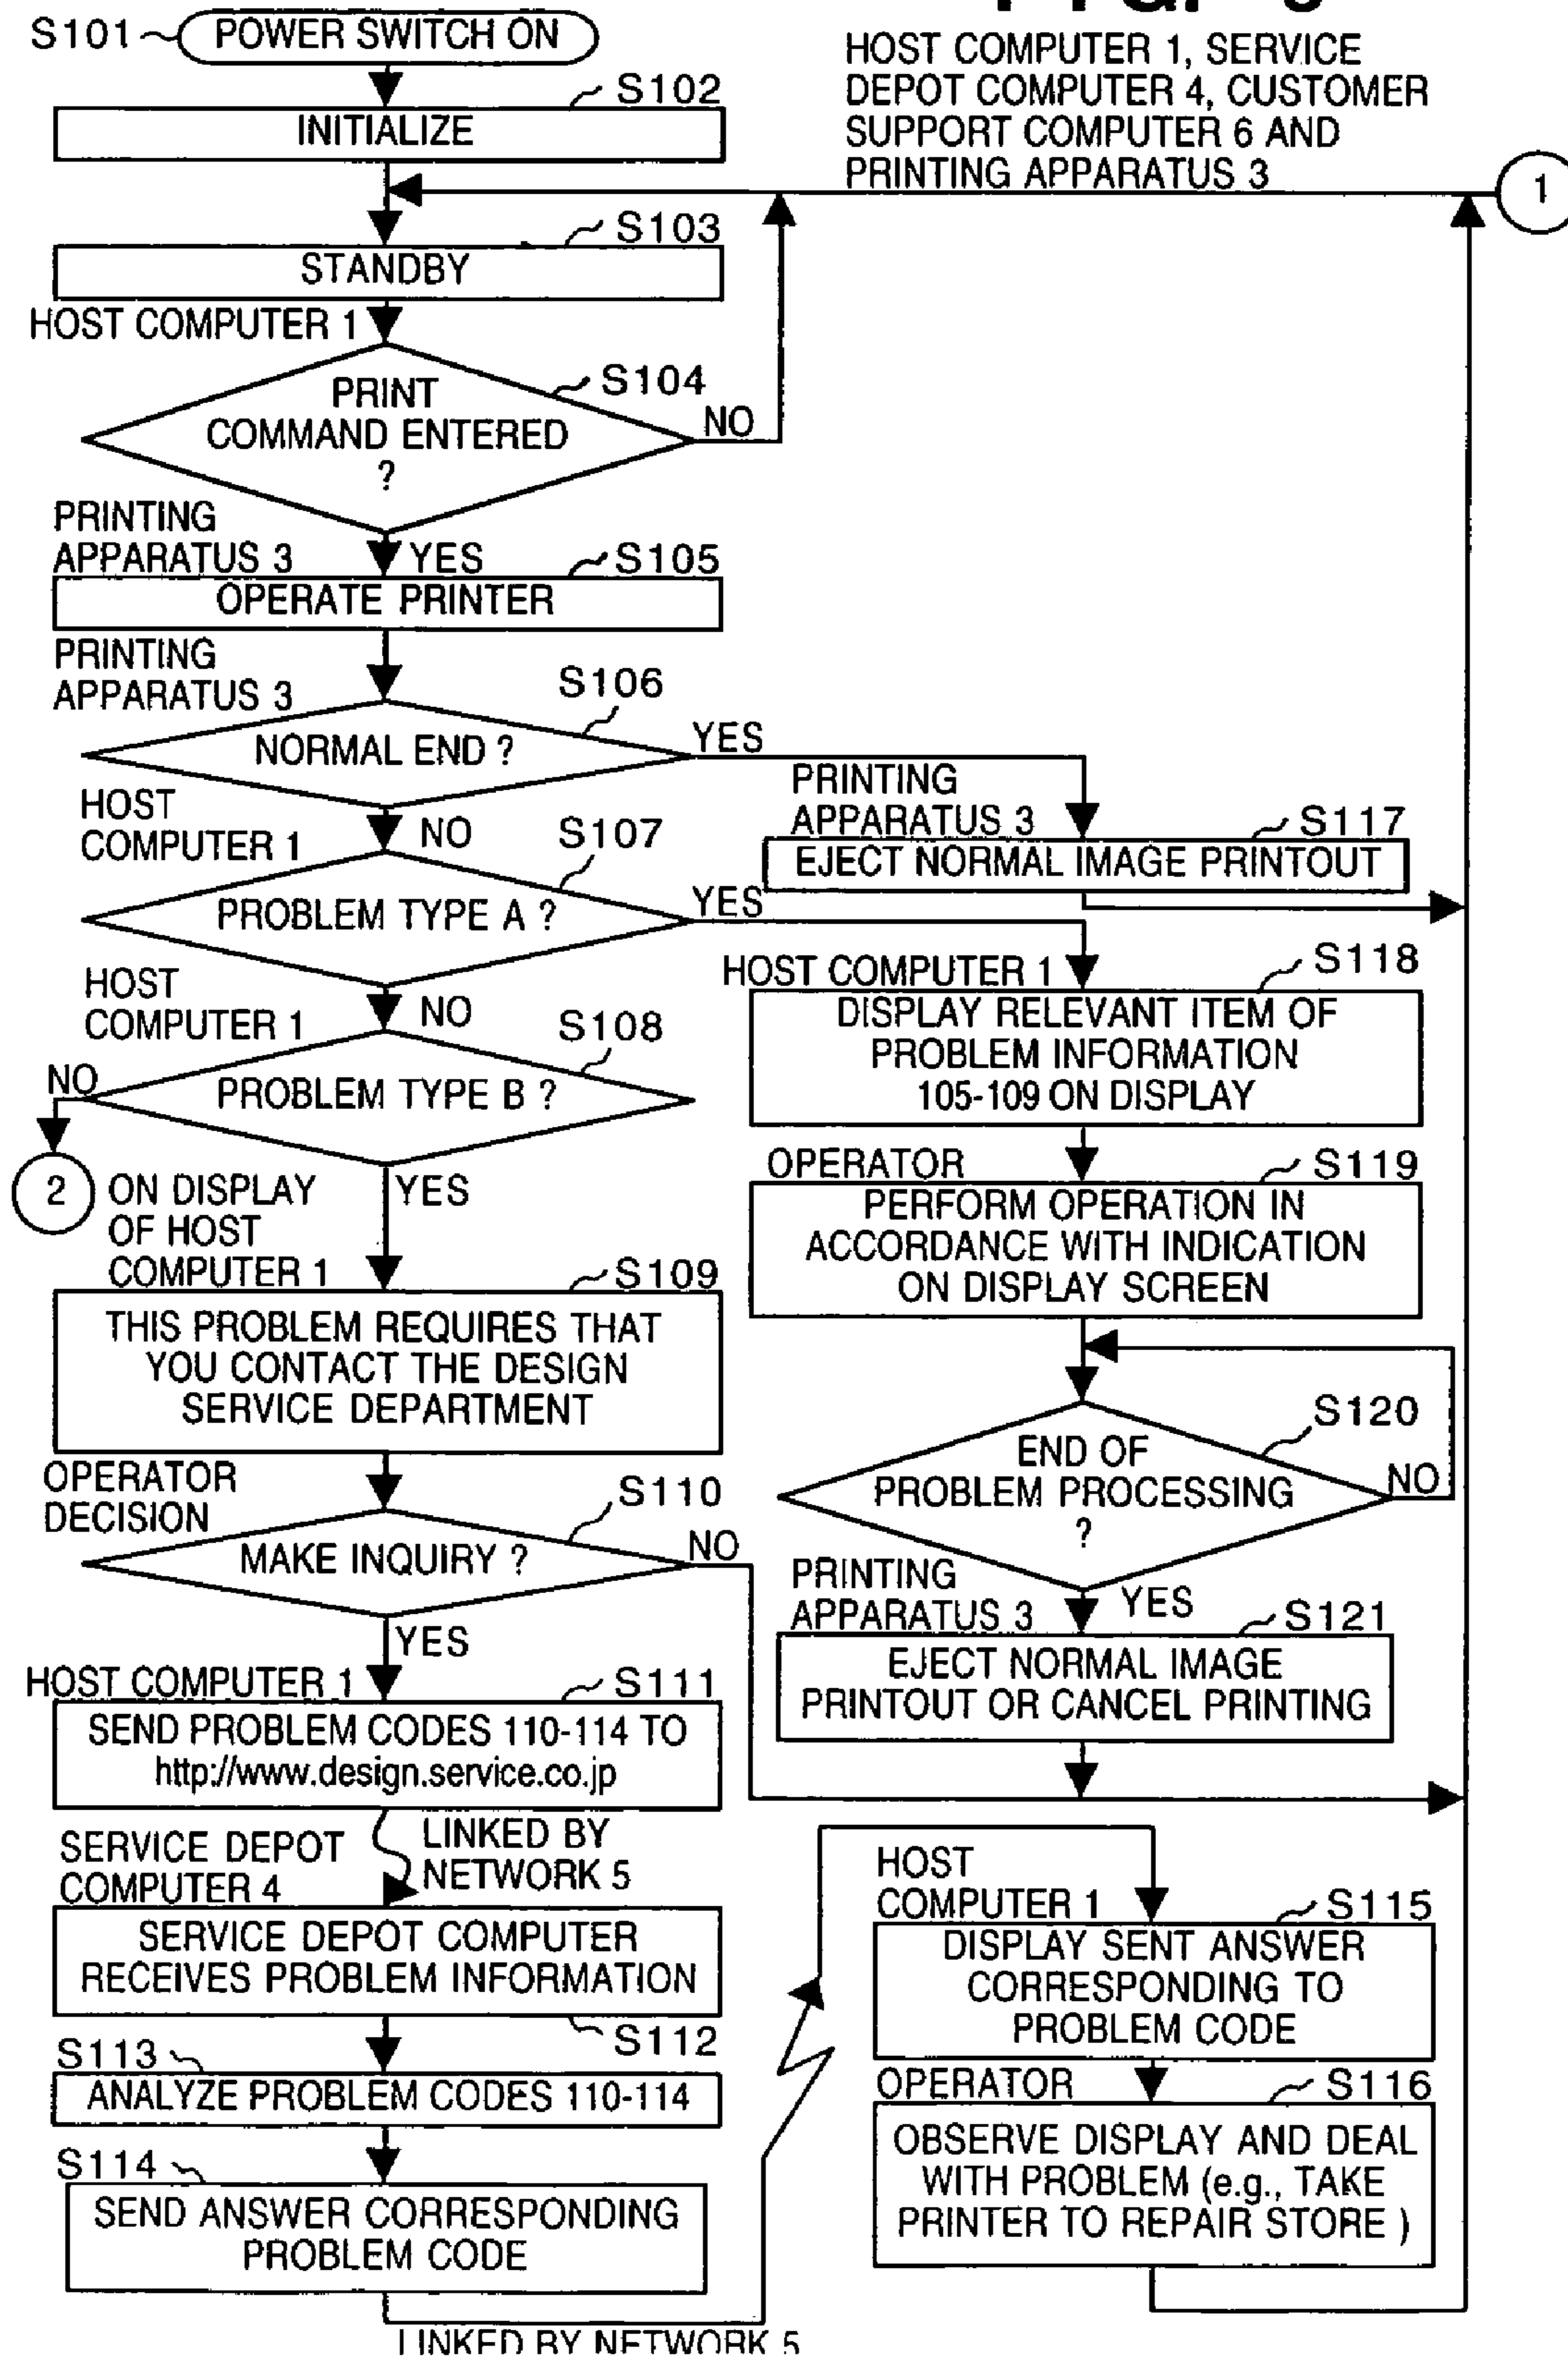 S101 POWER SWITCH ON
HOST COMPUTER 1, SERVICE
DEPOT COMPUTER 4, CUSTOMER
SUPPORT COMPUTER 6 AND
PRINTING APPARATUS 3
1
S102
INITIALIZE
S103
STANDBY
HOST COMPUTER 1
S104
PRINT
COMMAND ENTERED
?
NO
PRINTING
APPARATUS 3
YES
S105
OPERATE PRINTER
PRINTING
APPARATUS 3
S106
NORMAL END ?
YES
PRINTING
APPARATUS 3
S117
EJECT NORMAL IMAGE PRINTOUT
HOST
COMPUTER 1
NO
S107
PROBLEM TYPE A ?
YES
HOST COMPUTER 1
S118
DISPLAY RELEVANT ITEM OF
PROBLEM INFORMATION
105-109 ON DISPLAY
HOST
COMPUTER 1
NO
S108
PROBLEM TYPE B ?
NO
2
YES
OPERATOR
S119
PERFORM OPERATION IN
ACCORDANCE WITH INDICATION
ON DISPLAY SCREEN
ON DISPLAY
OF HOST
COMPUTER 1
S109
THIS PROBLEM REQUIRES THAT
YOU CONTACT THE DESIGN
SERVICE DEPARTMENT
S120
END OF
PROBLEM PROCESSING
?
NO
OPERATOR
DECISION
S110
MAKE INQUIRY ?
NO
YES
PRINTING
APPARATUS 3
YES
S121
EJECT NORMAL IMAGE
PRINTOUT OR CANCEL PRINTING
HOST COMPUTER 1
S111
SEND PROBLEM CODES 110-114 TO
http://www.design.service.co.jp
LINKED BY
NETWORK 5
SERVICE DEPOT
COMPUTER 4
SERVICE DEPOT COMPUTER
RECEIVES PROBLEM INFORMATION
S112
S113
ANALYZE PROBLEM CODES 110-114
S114
SEND ANSWER CORRESPONDING
PROBLEM CODE
LINKED BY NETWORK 5
HOST
COMPUTER 1
S115
DISPLAY SENT ANSWER
CORRESPONDING TO
PROBLEM CODE
OPERATOR
S116
OBSERVE DISPLAY AND DEAL
WITH PROBLEM (e.g., TAKE
PRINTER TO REPAIR STORE )